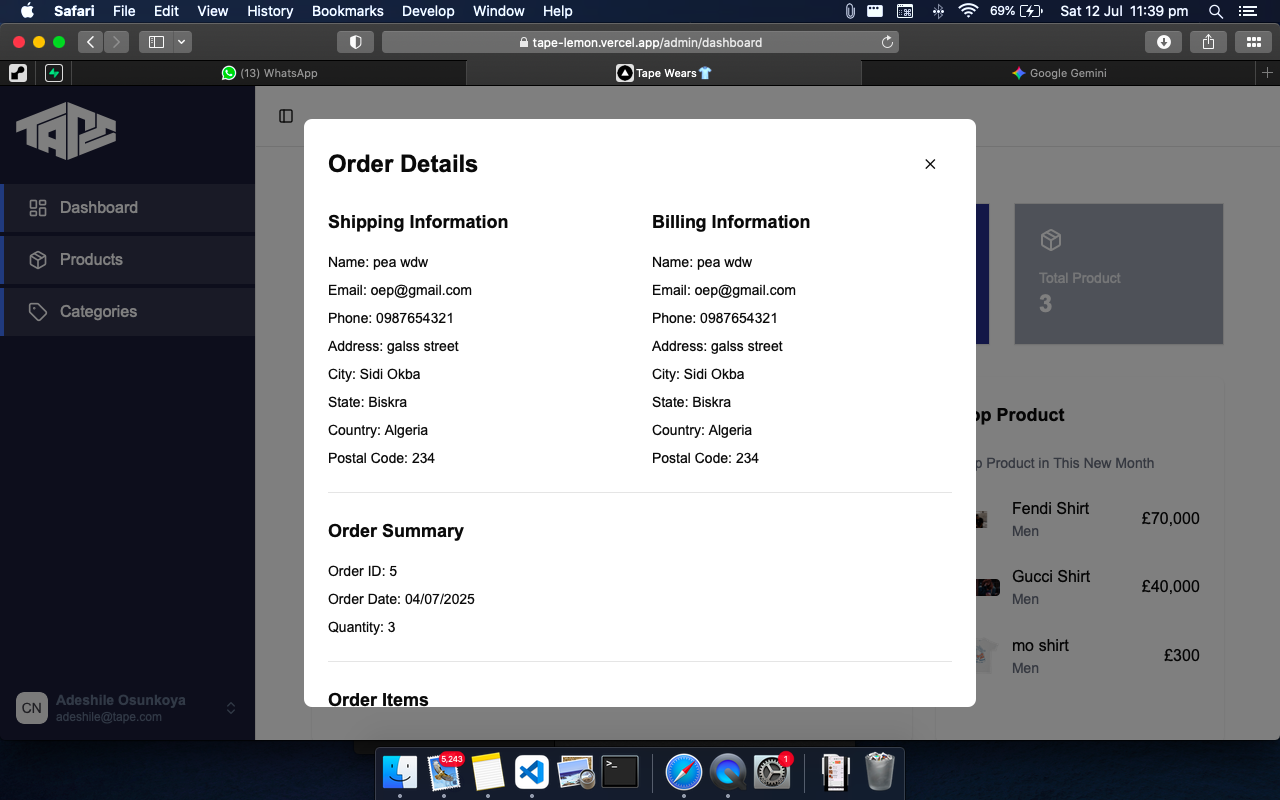 Safari File Edit View History Bookmarks Develop Window Help 69% Sat 12 Jul 11:39 pm
tape-lemon.vercel.app/admin/dashboard
(13) WhatsApp
Tape Wears👕
Google Gemini
TAPE
Dashboard
Products
Categories
CN
Adeshile Osunkoya
adeshile@tape.com
Order Details
Shipping Information
Name: pea wdw
Email: oep@gmail.com
Phone: 0987654321
Address: galss street
City: Sidi Okba
State: Biskra
Country: Algeria
Postal Code: 234
Billing Information
Name: pea wdw
Email: oep@gmail.com
Phone: 0987654321
Address: galss street
City: Sidi Okba
State: Biskra
Country: Algeria
Postal Code: 234
Order Summary
Order ID: 5
Order Date: 04/07/2025
Quantity: 3
Order Items
Total Product
3
op Product
p Product in This New Month
Fendi Shirt
Men
£70,000
Gucci Shirt
Men
£40,000
mo shirt
Men
£300
5,243
1